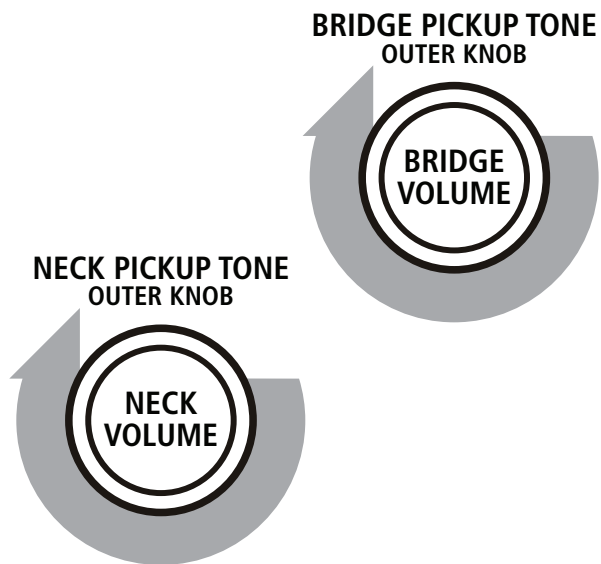 BRIDGE PICKUP TONE
OUTER KNOB
BRIDGE
VOLUME
NECK PICKUP TONE
OUTER KNOB
NECK
VOLUME